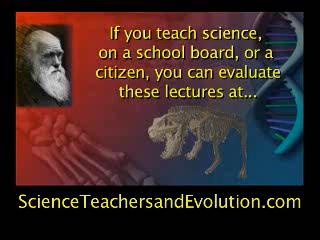 If you teach science,
on a school board, or a
citizen, you can evaluate
these lectures at...
ScienceTeachersandEvolution.com